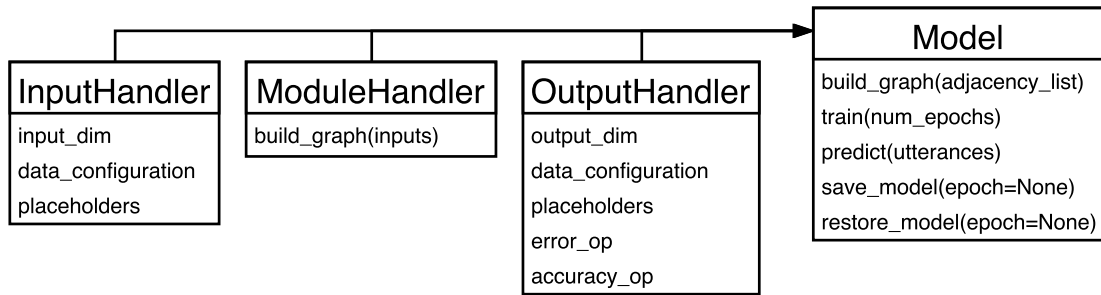 InputHandler
input_dim
data_configuration
placeholders
ModuleHandler
build_graph(inputs)
OutputHandler
output_dim
data_configuration
placeholders
error_op
accuracy_op
Model
build_graph(adjacency_list)
train(num_epochs)
predict(utterances)
save_model(epoch=None)
restore_model(epoch=None)